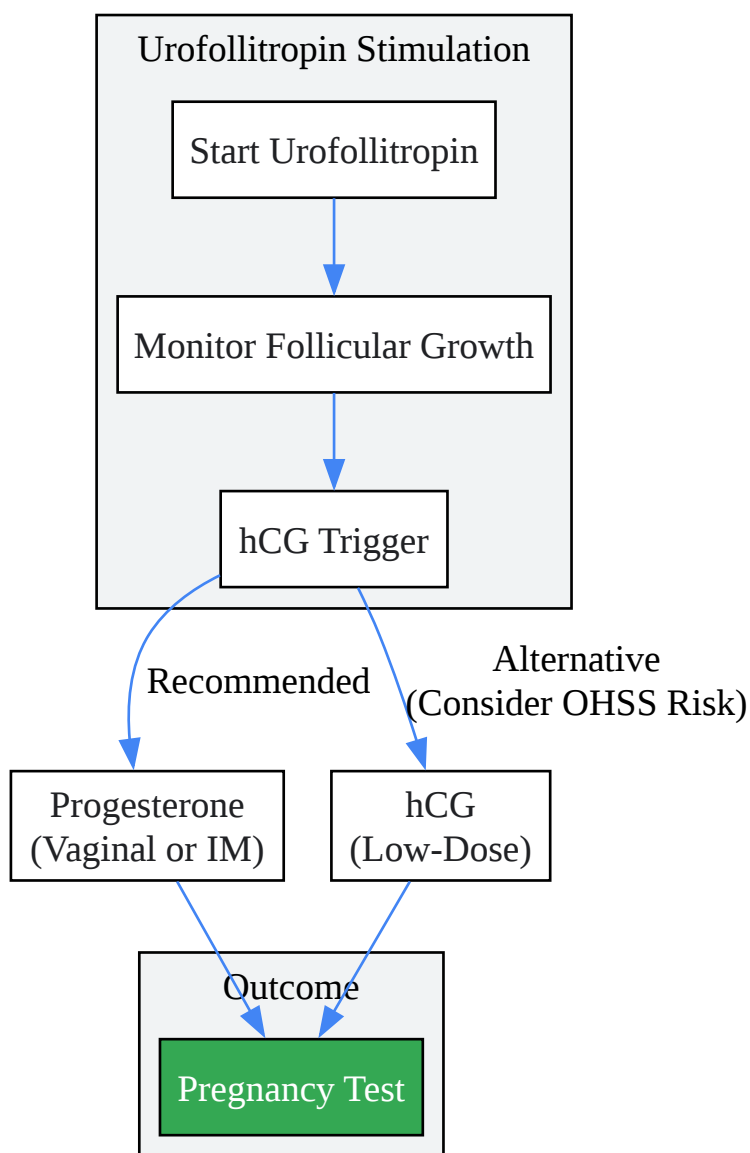 Urofollitropin Stimulation
Start Urofollitropin
Monitor Follicular Growth
hCG Trigger
Recommended
Alternative
(Consider OHSS Risk)
Progesterone
(Vaginal or IM)
hCG
(Low-Dose)
Outcome
Pregnancy Test